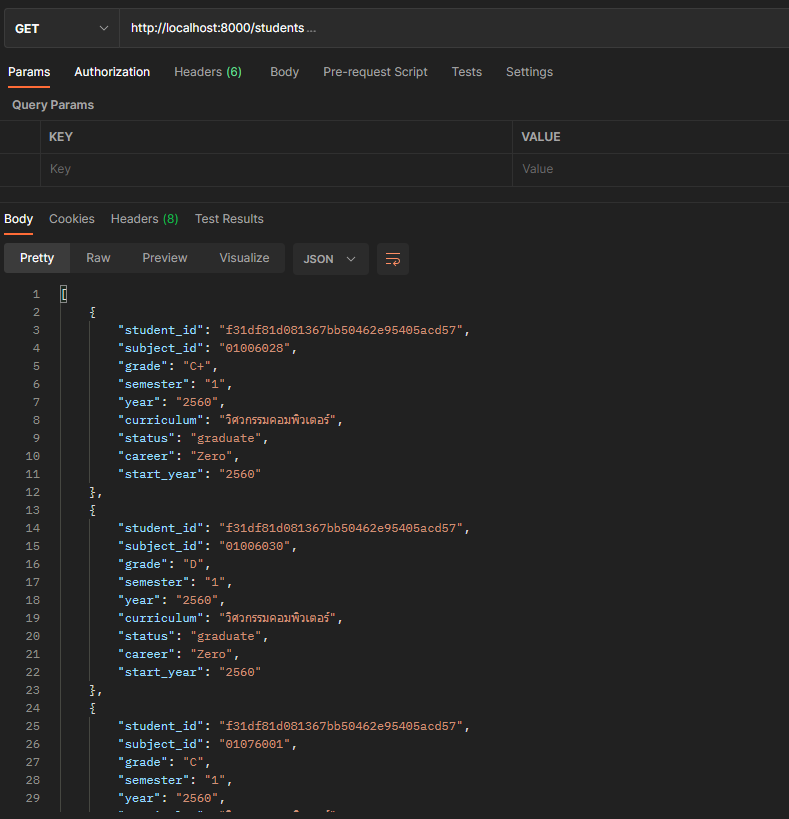 GET http://localhost:8000/students ...
Params Authorization Headers (6) Body Pre-request Script Tests Settings
Query Params
KEY VALUE
Key Value
Body Cookies Headers (8) Test Results
Pretty Raw Preview Visualize JSON
1 [
2 {
3 "student_id": "f31df81d081367bb50462e95405acd57",
4 "subject_id": "01006028",
5 "grade": "C+",
6 "semester": "1",
7 "year": "2560",
8 "curriculum": "วิศวกรรมคอมพิวเตอร์",
9 "status": "graduate",
10 "career": "Zero",
11 "start_year": "2560"
12 },
13 {
14 "student_id": "f31df81d081367bb50462e95405acd57",
15 "subject_id": "01006030",
16 "grade": "D",
17 "semester": "1",
18 "year": "2560",
19 "curriculum": "วิศวกรรมคอมพิวเตอร์",
20 "status": "graduate",
21 "career": "Zero",
22 "start_year": "2560"
23 },
24 {
25 "student_id": "f31df81d081367bb50462e95405acd57",
26 "subject_id": "01076001",
27 "grade": "C",
28 "semester": "1",
29 "year": "2560",